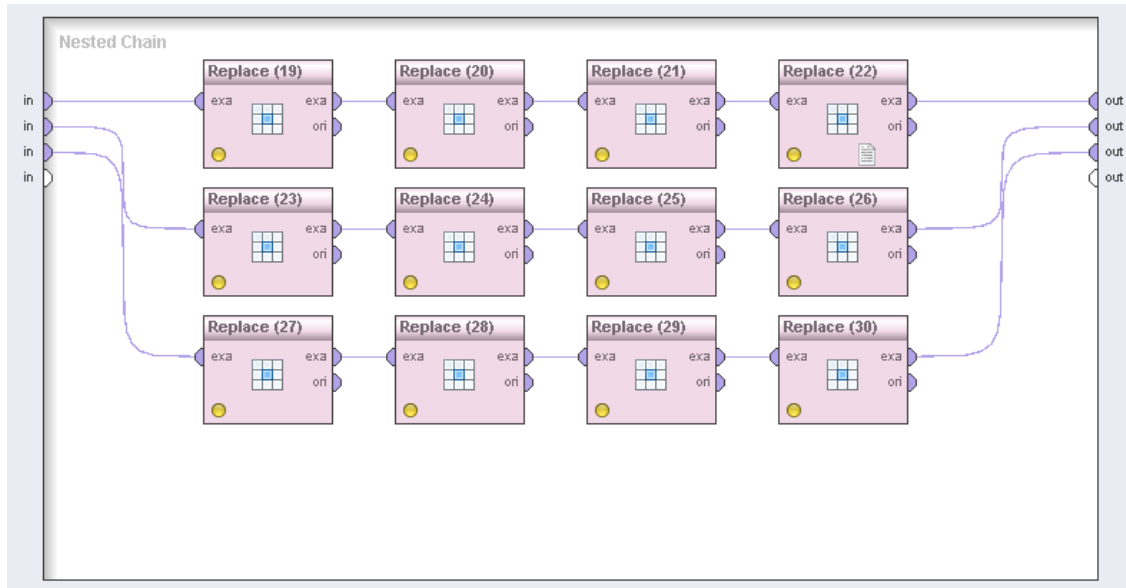 Nested Chain
Replace (19) Replace (20) Replace (21) Replace (22)
in exa exa exa exa exa exa exa exa out
in ori ori ori ori out
in out
in out
Replace (23) Replace (24) Replace (25) Replace (26)
exa exa exa exa exa exa exa exa
ori ori ori ori
Replace (27) Replace (28) Replace (29) Replace (30)
exa exa exa exa exa exa exa exa
ori ori ori ori